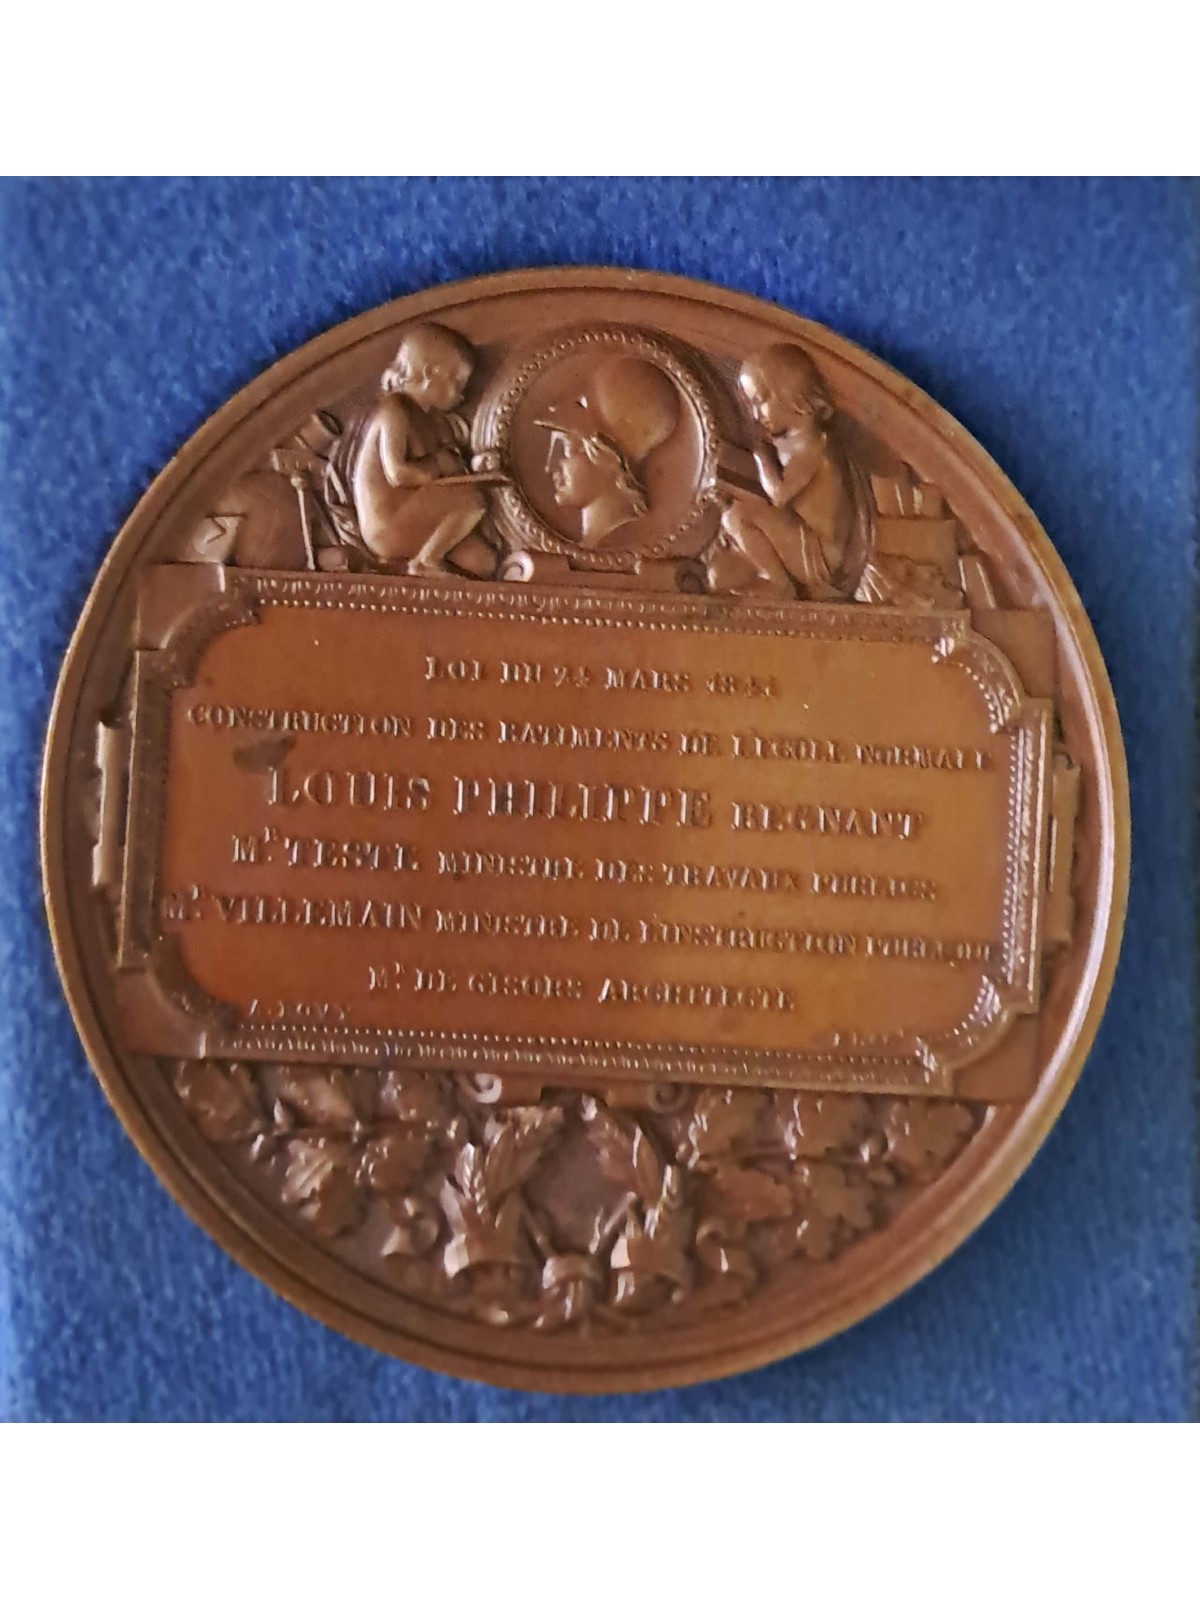 LOI DU 24 MARS 1841
CONSTRUCTION DES BATIMENTS DE L'ECOLE NORMALE
LOUIS PHILIPPE REGNANT
MR. TESTE MINISTRE DES TRAVAUX PUBLICS
MR. VILLEMAIN MINISTRE DE L'INSTRUCTION PUBLIQUE
MR. DE GISORS ARCHITECTE
A. BOVY